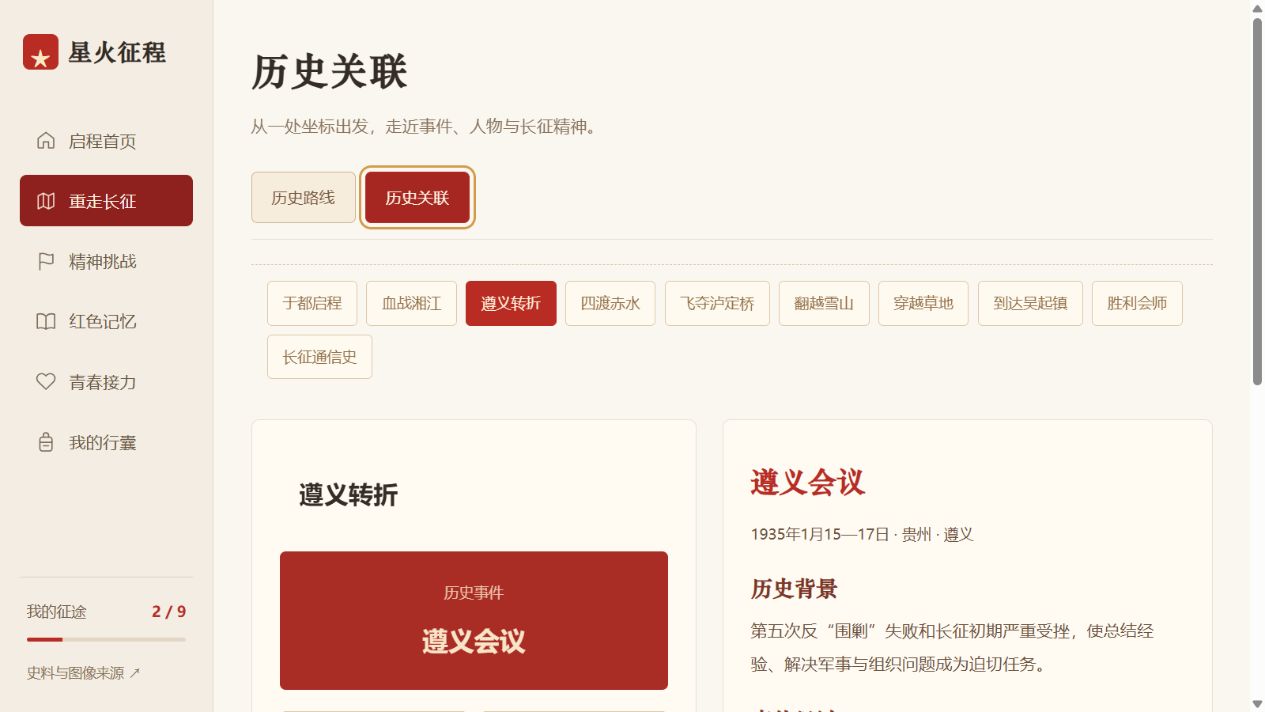 星火征程
启程首页
重走长征
精神挑战
红色记忆
青春接力
我的行囊
我的征途 2 / 9
史料与图像来源 ↗
历史关联
从一处坐标出发，走近事件、人物与长征精神。
历史路线 历史关联
于都启程 血战湘江 遵义转折 四渡赤水 飞夺泸定桥 翻越雪山 穿越草地 到达吴起镇 胜利会师
长征通信史
遵义转折
历史事件
遵义会议
遵义会议
1935年1月15—17日 · 贵州 · 遵义
历史背景
第五次反“围剿”失败和长征初期严重受挫，使总结经
验、解决军事与组织问题成为迫切任务。